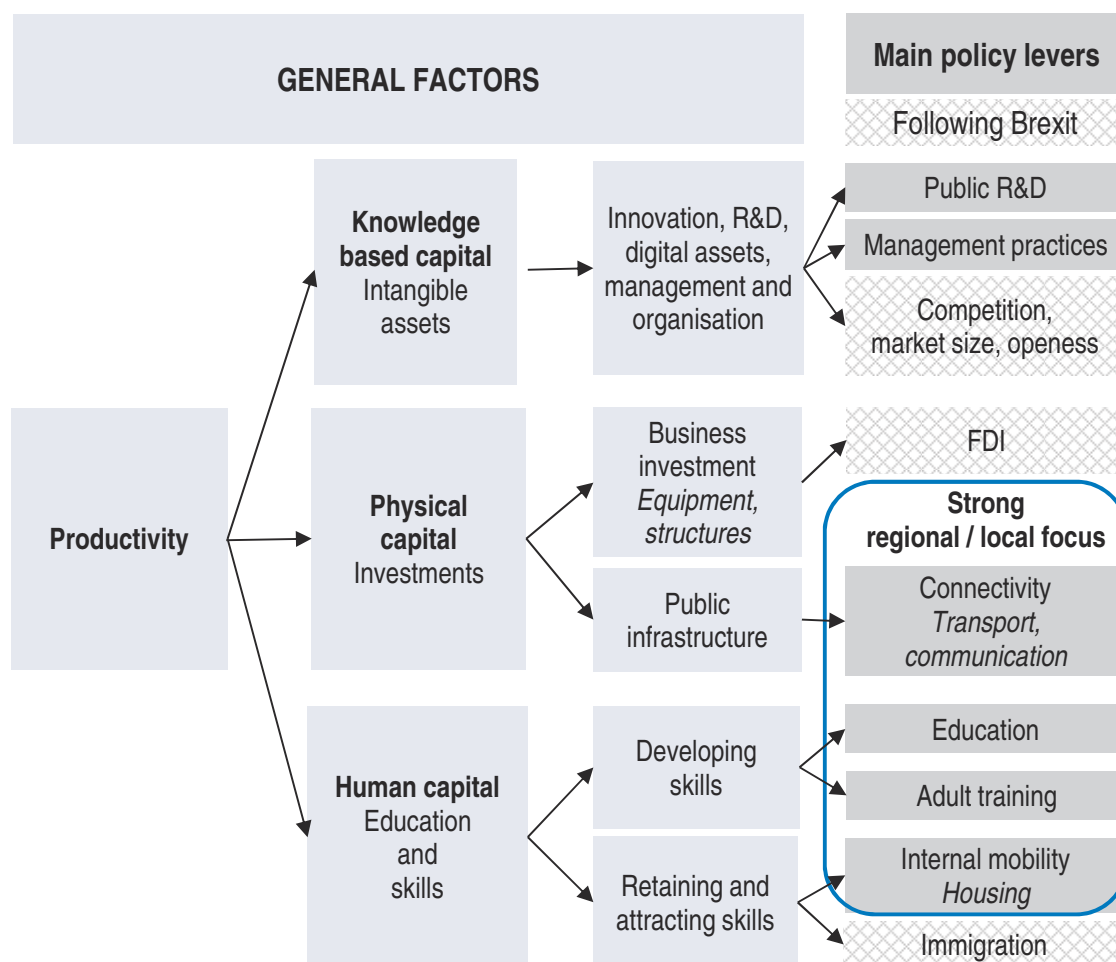 GENERAL FACTORS
Main policy levers
Following Brexit
Knowledge
based capital
Intangible
assets
Innovation, R&D,
digital assets,
management and
organisation
Public R&D
Management practices
Competition,
market size, openess
Productivity
Physical
capital
Investments
Business
investment
Equipment,
structures
FDI
Strong
regional / local focus
Public
infrastructure
Connectivity
Transport,
communication
Human capital
Education
and
skills
Developing
skills
Education
Adult training
Retaining and
attracting skills
Internal mobility
Housing
Immigration